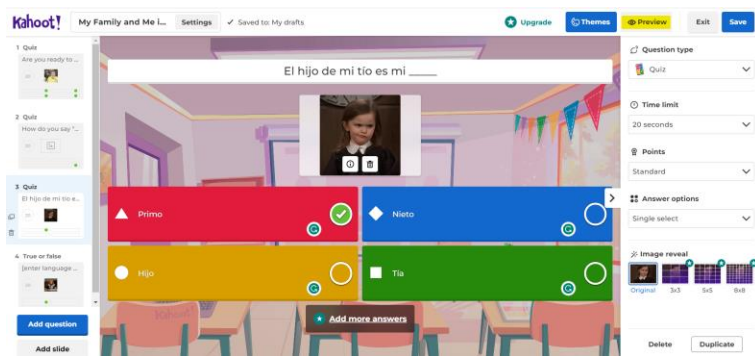 Kahoot!
My Family and Me i...
Settings
✓ Saved to: My drafts
Upgrade
Themes
Preview
Exit
Save
1 Quiz
Are you ready to ...
2 Quiz
How do you say "...
3 Quiz
El hijo de mi tío e...
4 True or false
[enter language ...
Add question
Add slide
El hijo de mi tío es mi _____
Primo
Nieto
Hijo
Tía
Add more answers
Question type
Quiz
Time limit
20 seconds
Points
Standard
Answer options
Single select
Image reveal
Original
3x3
5x5
8x8
Delete
Duplicate